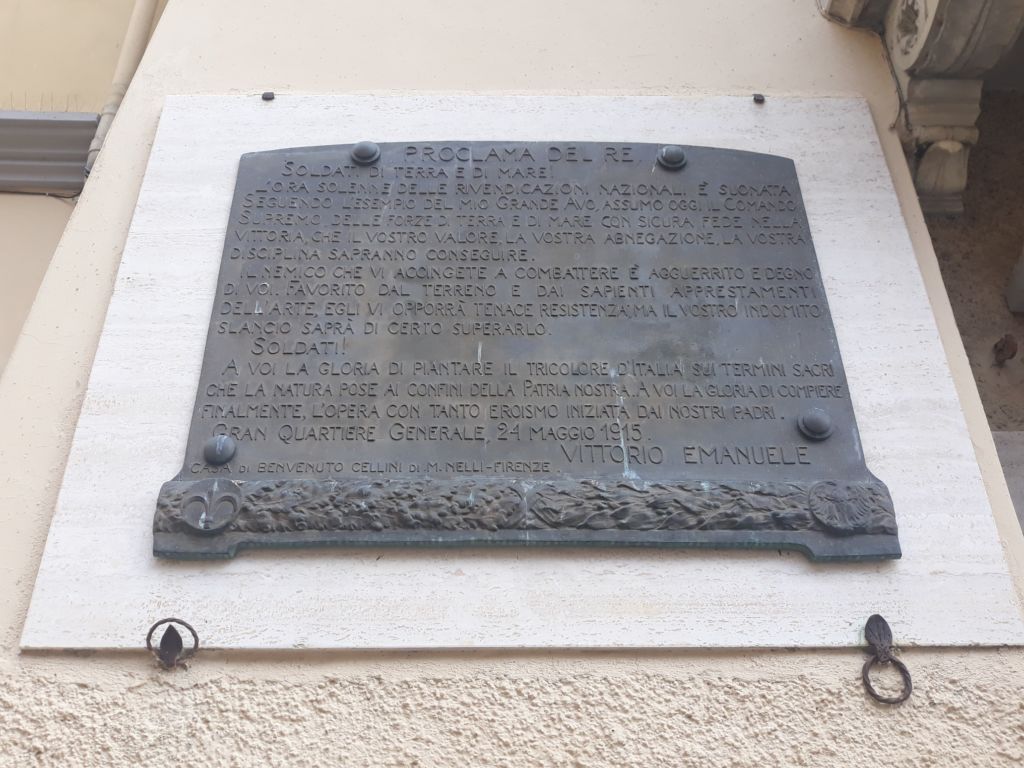 PROCLAMA DEL RE
SOLDATI DI TERRA E DI MARE!
L'ORA SOLENNE DELLE RIVENDICAZIONI NAZIONALI È SUONATA
SEGUENDO L'ESEMPIO DEL MIO GRANDE AVO, ASSUMO OGGI IL COMANDO
SUPREMO DELLE FORZE DI TERRA E DI MARE CON SICURA FEDE NELLA
VITTORIA, CHE IL VOSTRO VALORE, LA VOSTRA ABNEGAZIONE, LA VOSTRA
DISCIPLINA SAPRANNO CONSEGUIRE.
IL NEMICO CHE VI ACCINGETE A COMBATTERE È AGGUERRITO E DEGNO
DI VOI. FAVORITO DAL TERRENO E DAI SAPIENTI APPRESTAMENTI
DELL'ARTE, EGLI VI OPPORRÀ TENACE RESISTENZA, MA IL VOSTRO INDOMITO
SLANCIO SAPRÀ DI CERTO SUPERARLO.
SOLDATI!
A VOI LA GLORIA DI PIANTARE IL TRICOLORE D'ITALIA SUI TERMINI SACRI
CHE LA NATURA POSE AI CONFINI DELLA PATRIA NOSTRA. A VOI LA GLORIA DI COMPIERE
FINALMENTE, L'OPERA CON TANTO EROISMO INIZIATA DAI NOSTRI PADRI.
GRAN QUARTIERE GENERALE, 24 MAGGIO 1915.
VITTORIO EMANUELE
CASA DI BENVENUTO CELLINI DI M. NELLI - FIRENZE.